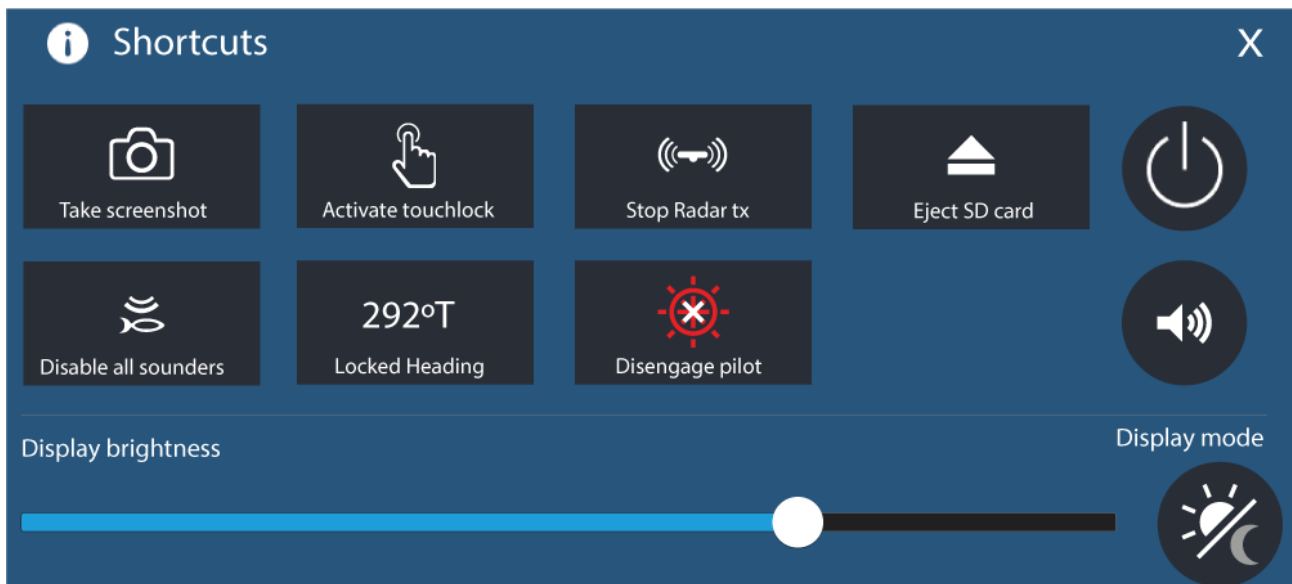 Shortcuts
X
Take screenshot
Activate touchlock
Stop Radar tx
Eject SD card
292ºT
Disable all sounders
Locked Heading
Disengage pilot
Display brightness
Display mode